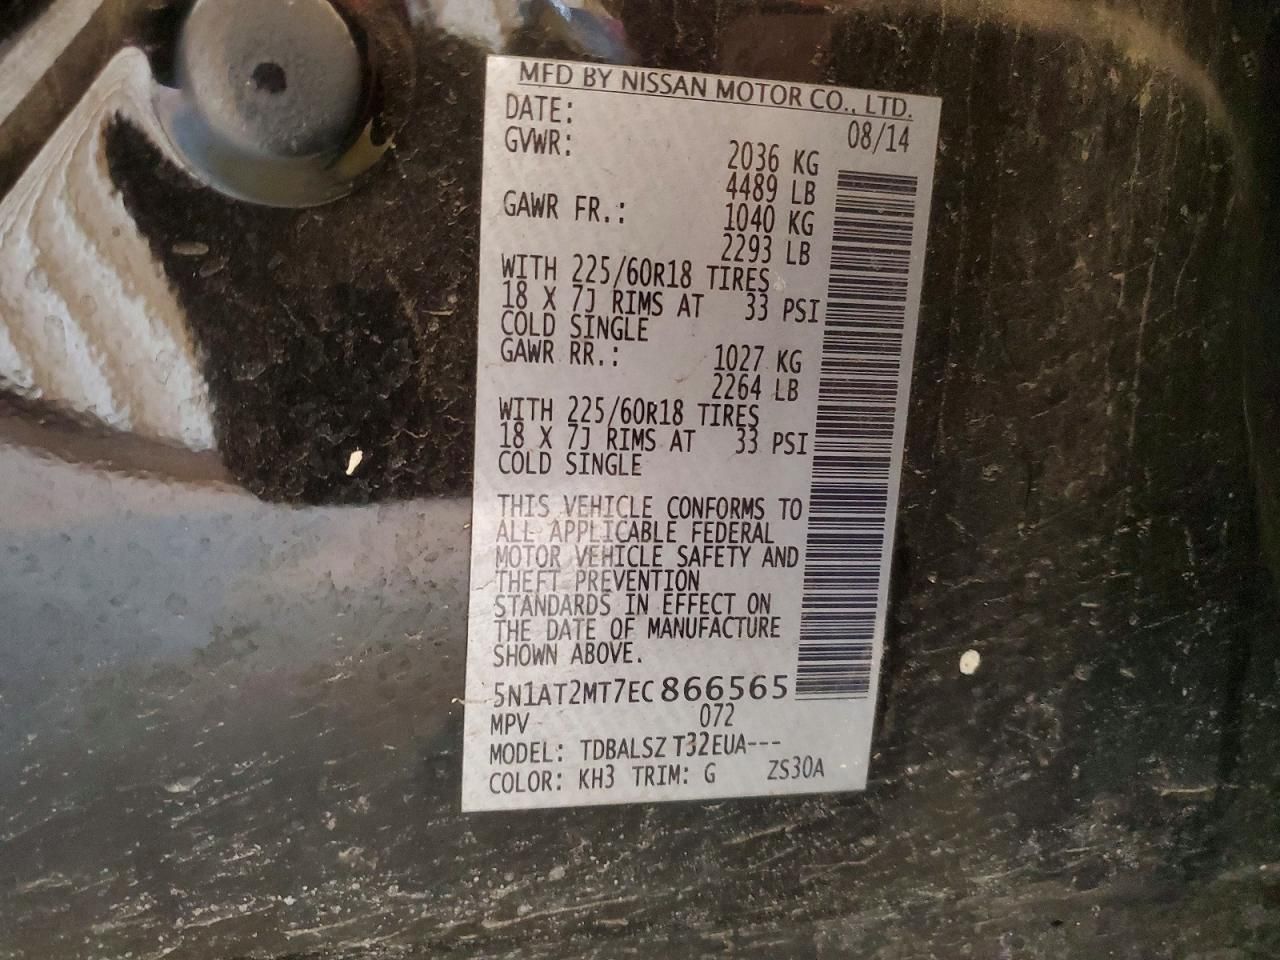 MFD BY NISSAN MOTOR CO., LTD.
DATE: 08/14
GVWR: 2036 KG
4489 LB
GAWR FR.: 1040 KG
2293 LB
WITH 225/60R18 TIRES
18 X 7J RIMS AT 33 PSI
COLD SINGLE
GAWR RR.: 1027 KG
2264 LB
WITH 225/60R18 TIRES
18 X 7J RIMS AT 33 PSI
COLD SINGLE
THIS VEHICLE CONFORMS TO
ALL APPLICABLE FEDERAL
MOTOR VEHICLE SAFETY AND
THEFT PREVENTION
STANDARDS IN EFFECT ON
THE DATE OF MANUFACTURE
SHOWN ABOVE.
5N1AT2MT7EC866565
MPV 072
MODEL: TDBALSZ T32EUA---
COLOR: KH3 TRIM: G ZS30A